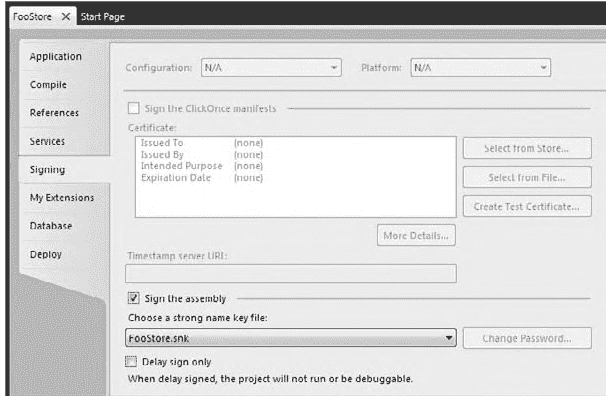 FooStore X Start Page
Application
Compile
References
Services
Signing
My Extensions
Database
Deploy
Configuration: N/A Platform: N/A
Sign the ClickOnce manifests
Certificate:
Issued To (none)
Issued By (none)
Intended Purpose (none)
Expiration Date (none)
Select from Store...
Select from File...
Create Test Certificate...
More Details...
Timestamp server URL:
Sign the assembly
Choose a strong name key file:
FooStore.snk
Change Password...
Delay sign only
When delay signed, the project will not run or be debuggable.